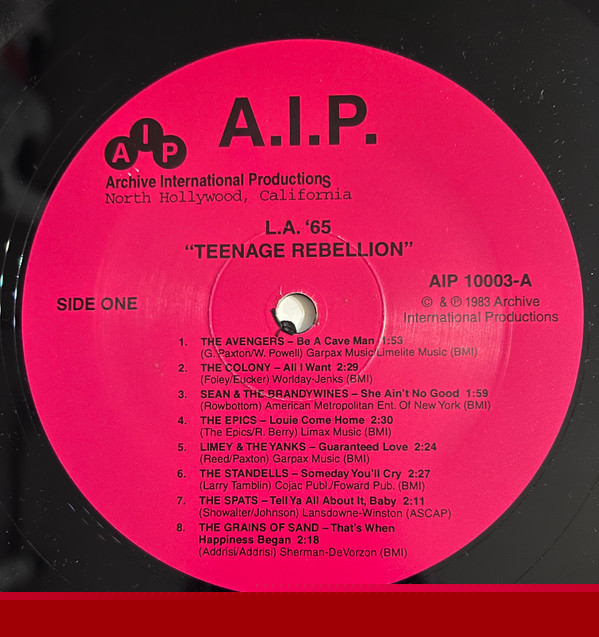 A.I.P.
AIP
Archive International Productions
North Hollywood, California
L.A. '65
"TEENAGE REBELLION"
SIDE ONE
AIP 10003-A
© & ℗ 1983 Archive
International Productions
1. THE AVENGERS – Be A Cave Man 1:53
(G. Paxton/W. Powell) Garpax Music/Limelite Music (BMI)
2. THE COLONY – All I Want 2:29
(Foley/Eucker) Worlday-Jenks (BMI)
3. SEAN & THE BRANDYWINES – She Ain't No Good 1:59
(Rowbottom) American Metropolitan Ent. Of New York (BMI)
4. THE EPICS – Louie Come Home 2:30
(The Epics/R. Berry) Limax Music (BMI)
5. LIMEY & THE YANKS – Guaranteed Love 2:24
(Reed/Paxton) Garpax Music (BMI)
6. THE STANDELLS – Someday You'll Cry 2:27
(Larry Tamblin) Cojac Publ./Foward Pub. (BMI)
7. THE SPATS – Tell Ya All About It, Baby 2:11
(Showalter/Johnson) Lansdowne-Winston (ASCAP)
8. THE GRAINS OF SAND – That's When
Happiness Began 2:18
(Addrisi/Addrisi) Sherman-DeVorzon (BMI)